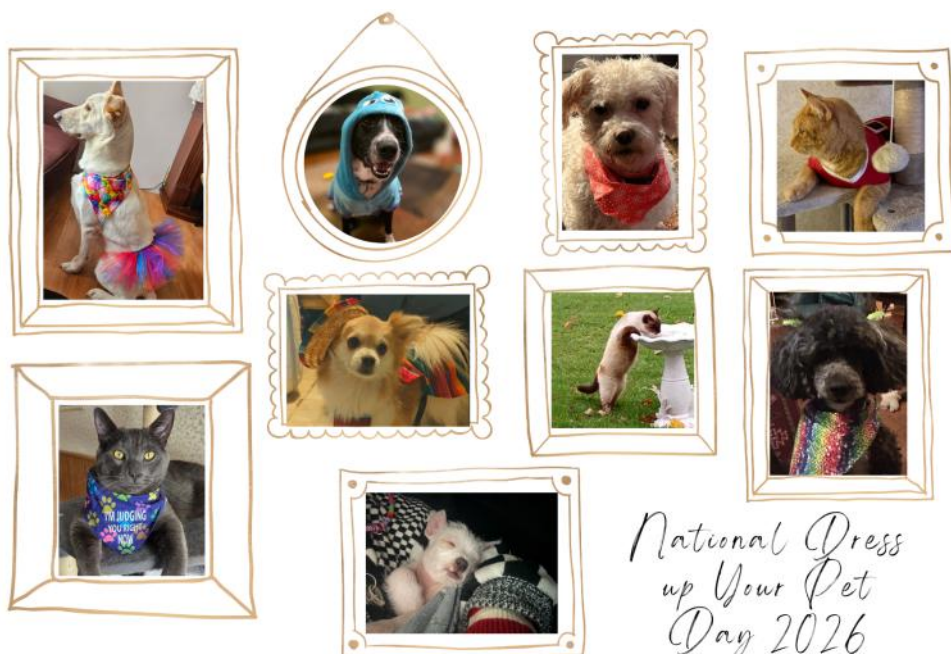 I'M JUDGING
YOU RIGHT
NOW
National Dress
up Your Pet
Day 2026